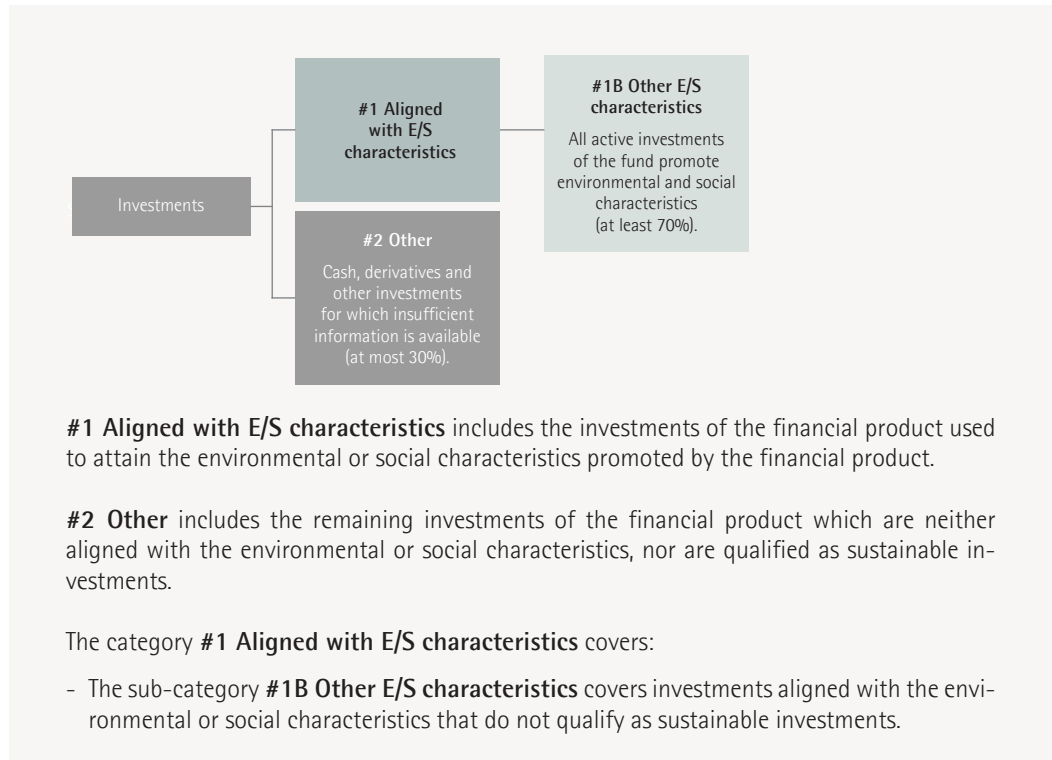 Investments
#1 Aligned
with E/S
characteristics
#1B Other E/S
characteristics
All active investments
of the fund promote
environmental and social
characteristics
(at least 70%).
#2 Other
Cash, derivatives and
other investments
for which insufficient
information is available
(at most 30%).
#1 Aligned with E/S characteristics includes the investments of the financial product used
to attain the environmental or social characteristics promoted by the financial product.
#2 Other includes the remaining investments of the financial product which are neither
aligned with the environmental or social characteristics, nor are qualified as sustainable in-
vestments.
The category #1 Aligned with E/S characteristics covers:
- The sub-category #1B Other E/S characteristics covers investments aligned with the envi-
ronmental or social characteristics that do not qualify as sustainable investments.